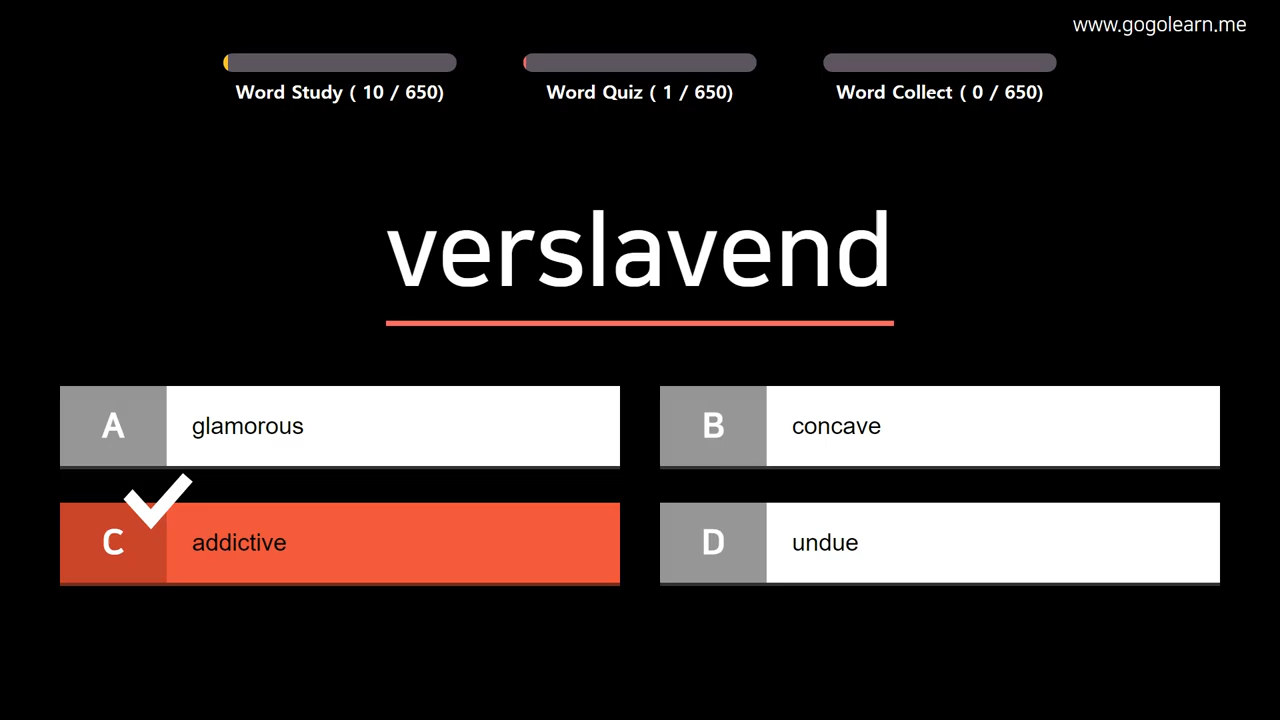 www.gogolearn.me
Word Study ( 10 / 650)
Word Quiz ( 1 / 650)
Word Collect ( 0 / 650)
verslavend
A glamorous
B concave
C addictive
D undue